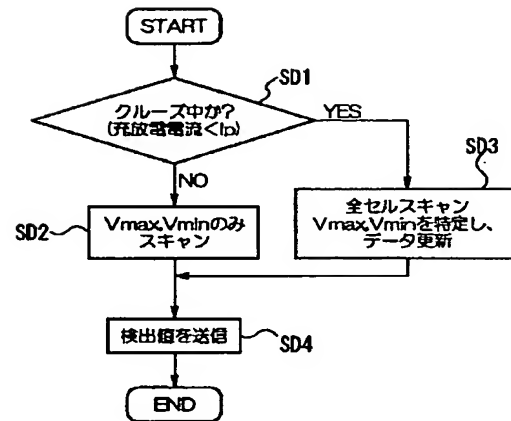 START
SD1
クルーズ中か?
(充放電電流<Ip)
YES
NO
SD3
全セルスキャン
Vmax,Vminを特定し、
データ更新
SD2
Vmax,Vminのみ
スキャン
検出値を送信
SD4
END